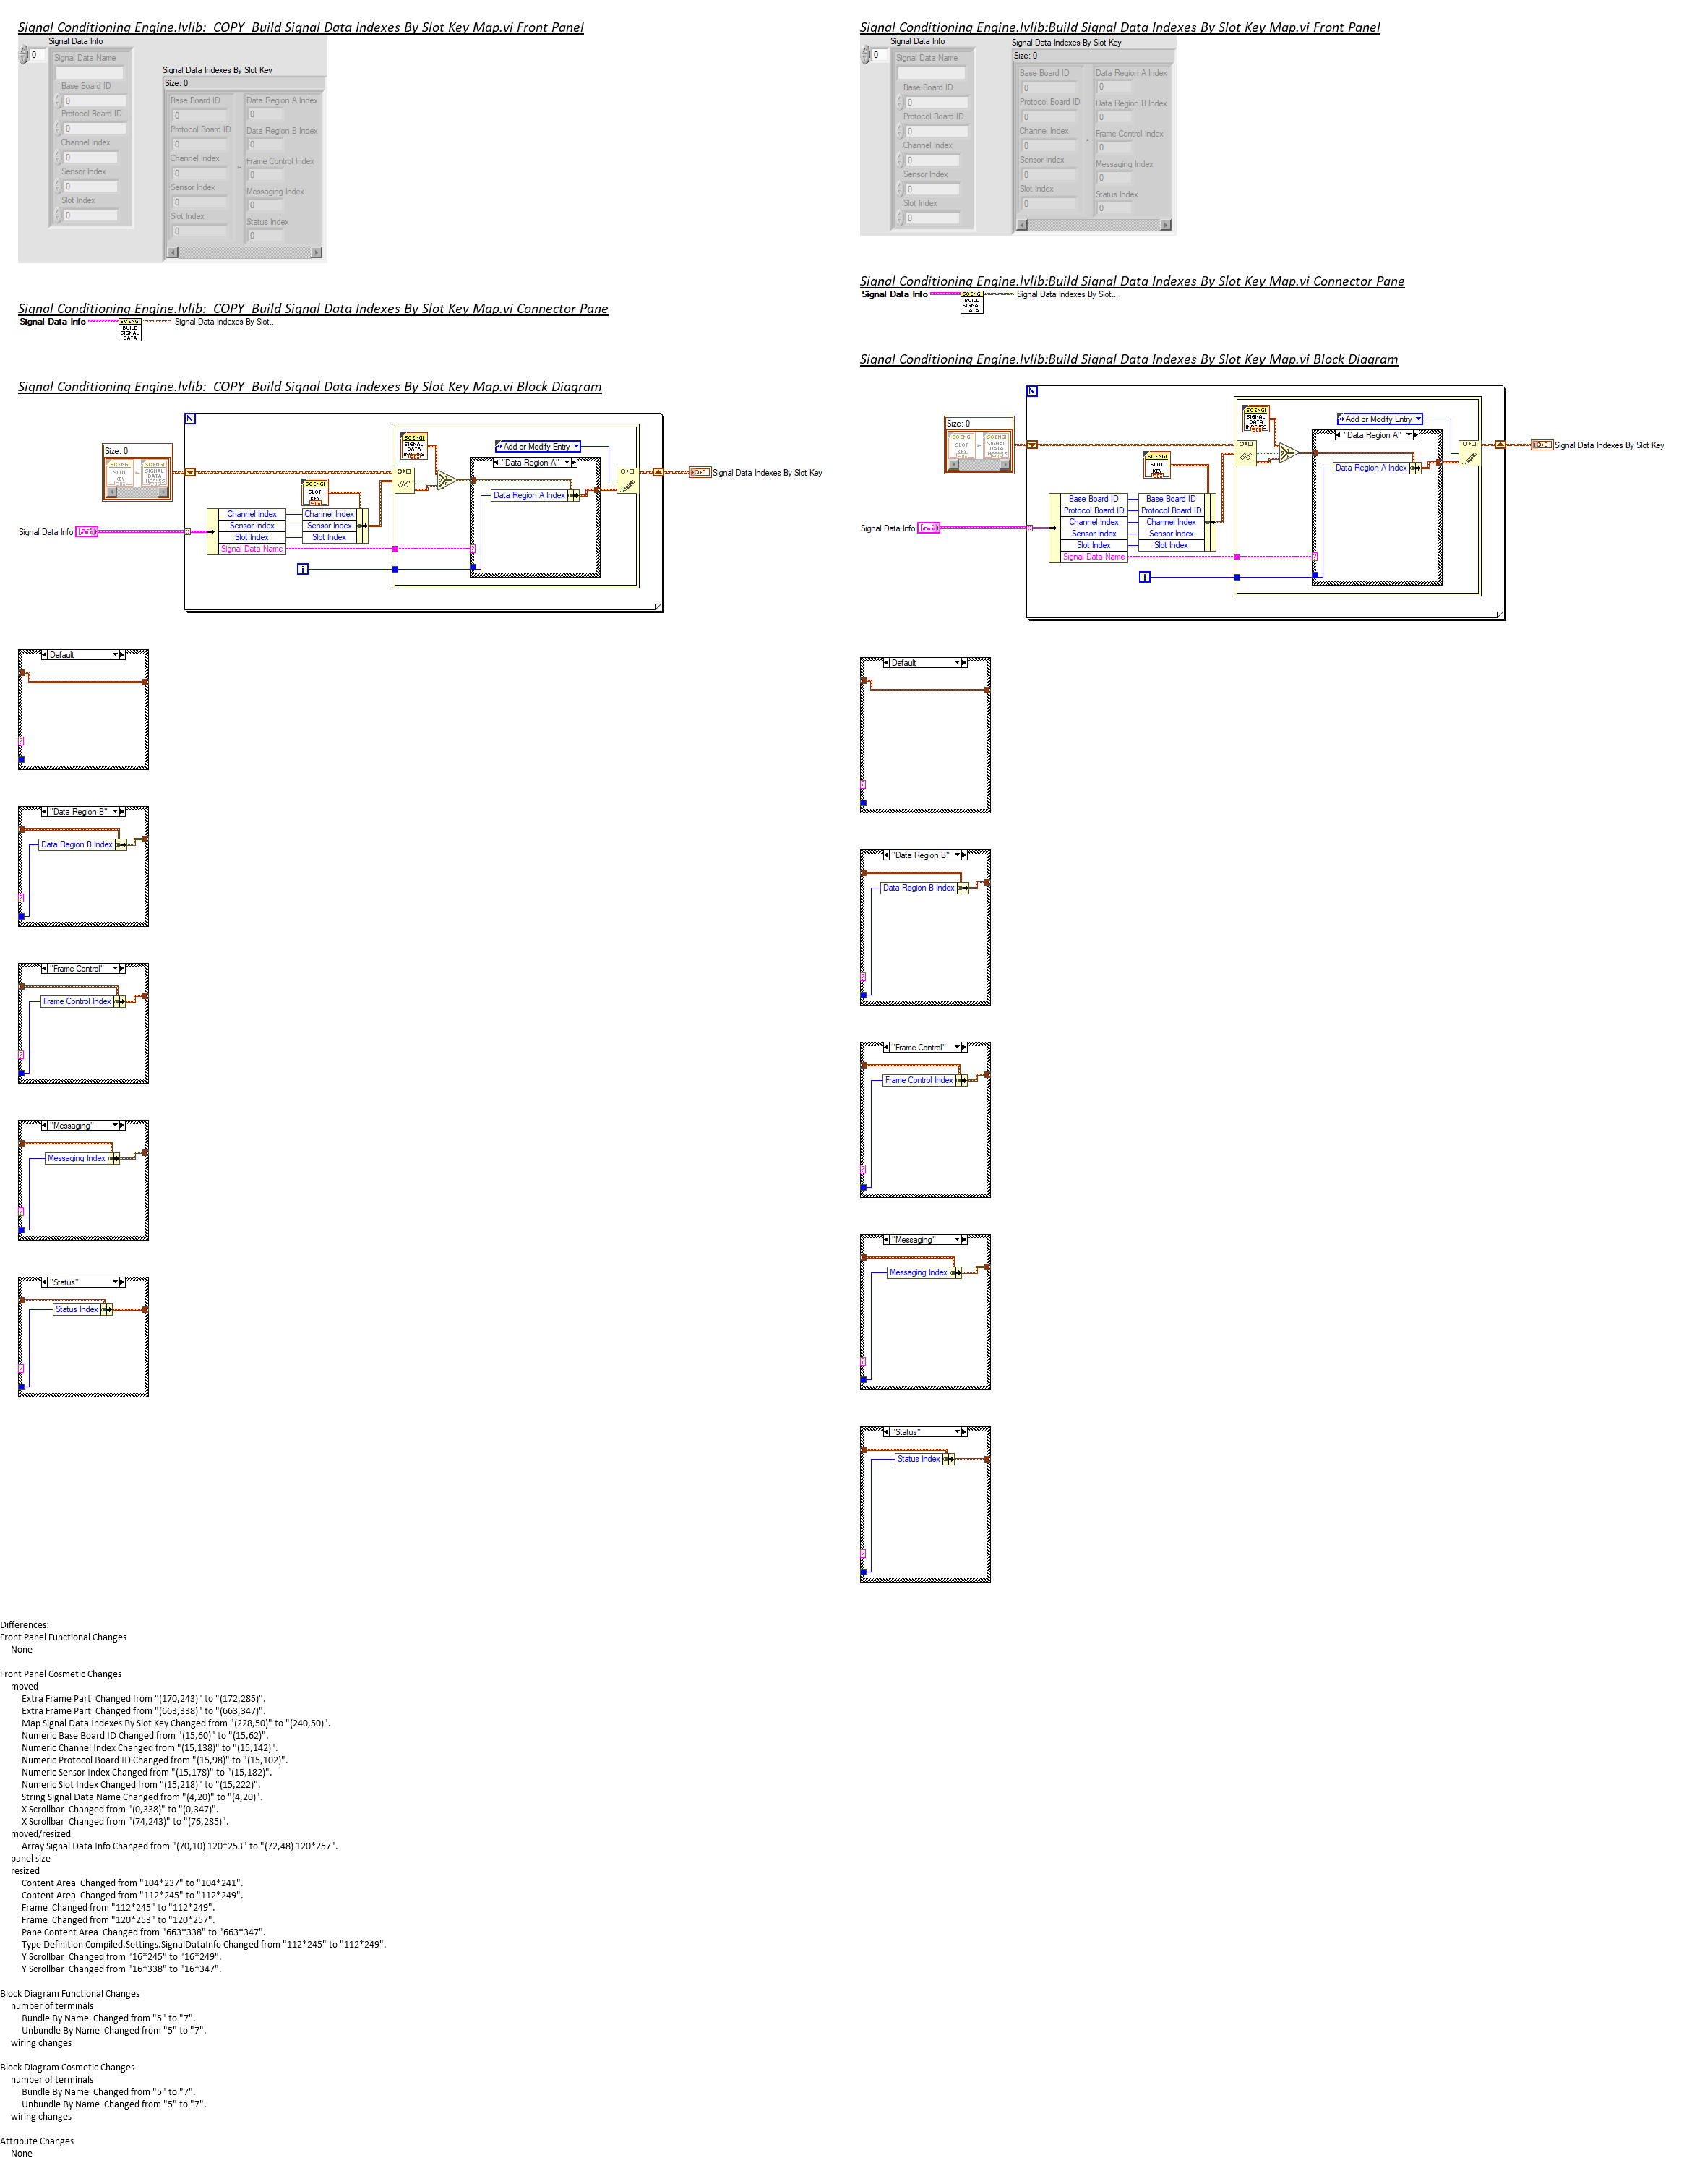 Signal Conditioning Engine.lvlib:  COPY  Build Signal Data Indexes By Slot Key Map.vi Front Panel
Signal Data Info
0
Signal Data Name
Base Board ID
0
Protocol Board ID
0
Channel Index
0
Sensor Index
0
Slot Index
0
Signal Data Indexes By Slot Key
Size: 0
Base Board ID
0
Protocol Board ID
0
Channel Index
0
Sensor Index
0
Slot Index
0
Data Region A Index
0
Data Region B Index
0
Frame Control Index
0
Messaging Index
0
Status Index
0
Signal Conditioning Engine.lvlib:  COPY  Build Signal Data Indexes By Slot Key Map.vi Connector Pane
Signal Data Info
SC ENGI
BUILD
SIGNAL
DATA
Signal Data Indexes By Slot...
Signal Conditioning Engine.lvlib:  COPY  Build Signal Data Indexes By Slot Key Map.vi Block Diagram
N
Size: 0
SC ENGI
SLOT
KEY
SC ENGI
SIGNAL
DATA
INDEXES
SC ENGI
SIGNAL
DATA
INDEXES
Add or Modify Entry
"Data Region A"
Data Region A Index
SC ENGI
SLOT
KEY
Signal Data Indexes By Slot Key
Signal Data Info
Channel Index
Sensor Index
Slot Index
Signal Data Name
Channel Index
Sensor Index
Slot Index
i
Default
"Data Region B"
Data Region B Index
"Frame Control"
Frame Control Index
"Messaging"
Messaging Index
"Status"
Status Index
Signal Conditioning Engine.lvlib:Build Signal Data Indexes By Slot Key Map.vi Front Panel
Signal Data Info
0
Signal Data Name
Base Board ID
0
Protocol Board ID
0
Channel Index
0
Sensor Index
0
Slot Index
0
Signal Data Indexes By Slot Key
Size: 0
Base Board ID
0
Protocol Board ID
0
Channel Index
0
Sensor Index
0
Slot Index
0
Data Region A Index
0
Data Region B Index
0
Frame Control Index
0
Messaging Index
0
Status Index
0
Signal Conditioning Engine.lvlib:Build Signal Data Indexes By Slot Key Map.vi Connector Pane
Signal Data Info
SC ENGI
BUILD
SIGNAL
DATA
Signal Data Indexes By Slot...
Signal Conditioning Engine.lvlib:Build Signal Data Indexes By Slot Key Map.vi Block Diagram
N
Size: 0
SC ENGI
SLOT
KEY
SC ENGI
SIGNAL
DATA
INDEXES
SC ENGI
SIGNAL
DATA
INDEXES
Add or Modify Entry
"Data Region A"
Data Region A Index
SC ENGI
SLOT
KEY
Signal Data Indexes By Slot Key
Signal Data Info
Base Board ID
Protocol Board ID
Channel Index
Sensor Index
Slot Index
Signal Data Name
Base Board ID
Protocol Board ID
Channel Index
Sensor Index
Slot Index
i
Default
"Data Region B"
Data Region B Index
"Frame Control"
Frame Control Index
"Messaging"
Messaging Index
"Status"
Status Index
Differences:
Front Panel Functional Changes
None
Front Panel Cosmetic Changes
moved
Extra Frame Part  Changed from "(170,243)" to "(172,285)".
Extra Frame Part  Changed from "(663,338)" to "(663,347)".
Map Signal Data Indexes By Slot Key Changed from "(228,50)" to "(240,50)".
Numeric Base Board ID Changed from "(15,60)" to "(15,62)".
Numeric Channel Index Changed from "(15,138)" to "(15,142)".
Numeric Protocol Board ID Changed from "(15,98)" to "(15,102)".
Numeric Sensor Index Changed from "(15,178)" to "(15,182)".
Numeric Slot Index Changed from "(15,218)" to "(15,222)".
String Signal Data Name Changed from "(4,20)" to "(4,20)".
X Scrollbar  Changed from "(0,338)" to "(0,347)".
X Scrollbar  Changed from "(74,243)" to "(76,285)".
moved/resized
Array Signal Data Info Changed from "(70,10) 120*253" to "(72,48) 120*257".
panel size
resized
Content Area  Changed from "104*237" to "104*241".
Content Area  Changed from "112*245" to "112*249".
Frame  Changed from "112*245" to "112*249".
Frame  Changed from "120*253" to "120*257".
Pane Content Area  Changed from "663*338" to "663*347".
Type Definition Compiled.Settings.SignalDataInfo Changed from "112*245" to "112*249".
Y Scrollbar  Changed from "16*245" to "16*249".
Y Scrollbar  Changed from "16*338" to "16*347".
Block Diagram Functional Changes
number of terminals
Bundle By Name  Changed from "5" to "7".
Unbundle By Name  Changed from "5" to "7".
wiring changes
Block Diagram Cosmetic Changes
number of terminals
Bundle By Name  Changed from "5" to "7".
Unbundle By Name  Changed from "5" to "7".
wiring changes
Attribute Changes
None